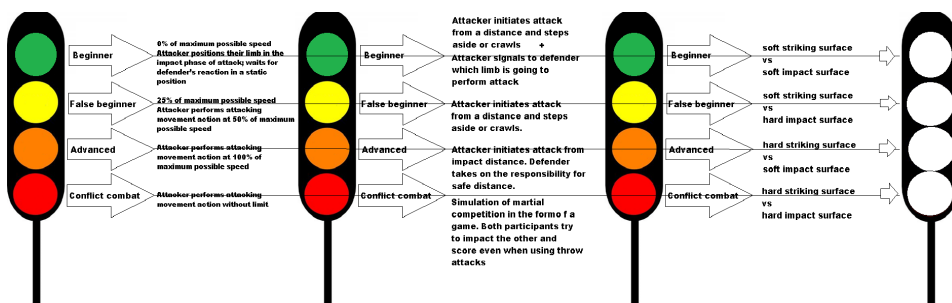 Beginner
0% of maximum possible speed
Attacker positions their limb in the
impact phase of attack; waits for
defender's reaction in a static
position
False beginner
25% of maximum possible speed
Attacker performs attacking
movement action at 50% of maximum
possible speed
Advanced
Attacker performs attacking
movement action at 100% of
maximum possible speed
Conflict combat
Attacker performs attacking
movement action without limit
Beginner
Attacker initiates attack
from a distance and steps
aside or crawls +
Attacker signals to defender
which limb is going to
perform attack
False beginner
Attacker initiates attack
from a distance and steps
aside or crawls.
Advanced
Attacker initiates attack from
impact distance. Defender
takes on the responsibility for
safe distance.
Conflict combat
Simulation of martial
competition in the formo f a
game. Both participants try
to impact the other and
score even when using throw
attacks
Beginner
soft striking surface
vs
soft impact surface
False beginner
soft striking surface
vs
hard impact surface
Advanced
hard striking surface
vs
soft impact surface
Conflict combat
hard striking surface
vs
hard impact surface